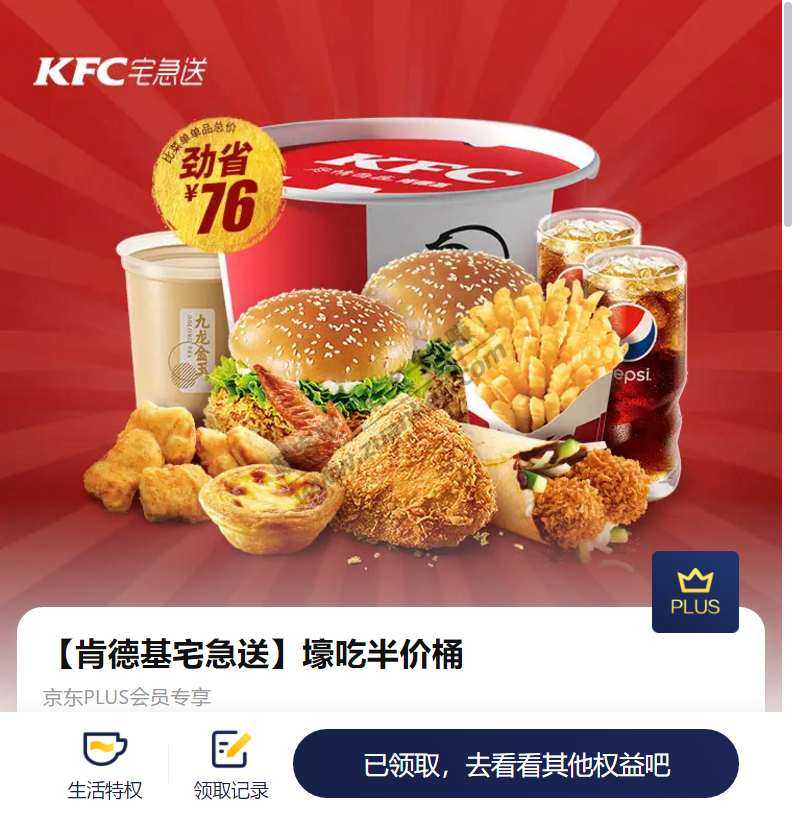 KFC宅急送
比菜单单品总价
劲省
¥76
KFC
九龙金玉
epsi
PLUS
【肯德基宅急送】壕吃半价桶
京东PLUS会员专享
生活特权
领取记录
已领取，去看看其他权益吧